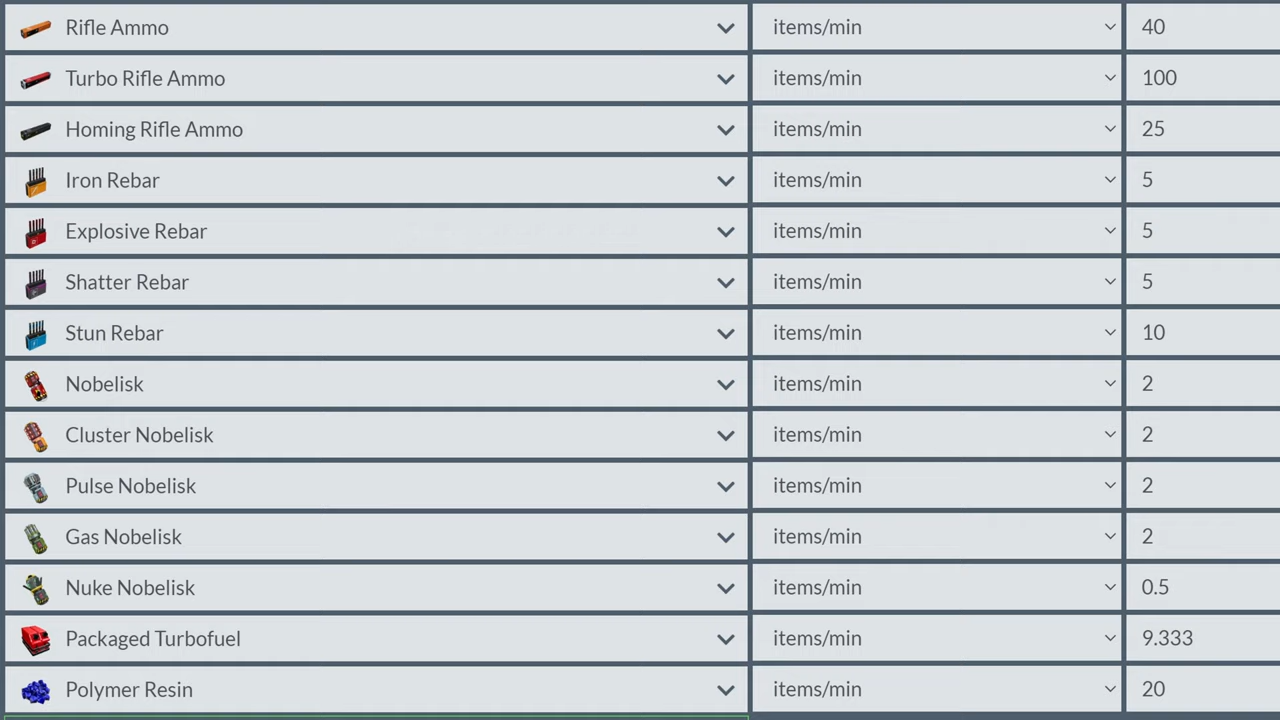 Rifle Ammo items/min 40
Turbo Rifle Ammo items/min 100
Homing Rifle Ammo items/min 25
Iron Rebar items/min 5
Explosive Rebar items/min 5
Shatter Rebar items/min 5
Stun Rebar items/min 10
Nobelisk items/min 2
Cluster Nobelisk items/min 2
Pulse Nobelisk items/min 2
Gas Nobelisk items/min 2
Nuke Nobelisk items/min 0.5
Packaged Turbofuel items/min 9.333
Polymer Resin items/min 20